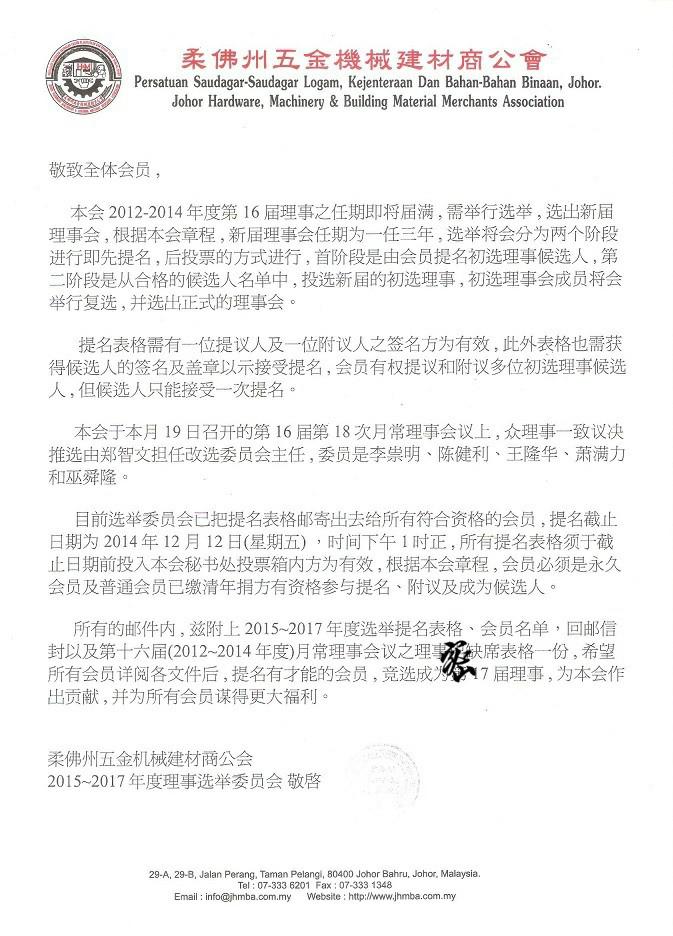 柔佛州五金機械建材商公會
Persatuan Saudagar-Saudagar Logam, Kejenteraan Dan Bahan-Bahan Binaan, Johor.
Johor Hardware, Machinery & Building Material Merchants Association
敬致全体会员，
本会 2012-2014 年度第 16 届理事之任期即将届满，需举行选举，选出新届
理事会，根据本会章程，新届理事会任期为一任三年，选举将会分为两个阶段
进行即先提名，后投票的方式进行，首阶段是由会员提名初选理事候选人，第
二阶段是从合格的候选人名单中，投选新届的初选理事，初选理事会成员将会
举行复选，并选出正式的理事会。
提名表格需有一位提议人及一位附议人之签名方为有效，此外表格也需获
得候选人的签名及盖章以示接受提名，会员有权提议和附议多位初选理事候选
人，但候选人只能接受一次提名。
本会于本月 19 日召开的第 16 届第 18 次月常理事会议上，众理事一致议决
推选由郑智文担任改选委员会主任，委员是李崇明、陈健利、王隆华、萧满力
和巫舜隆。
目前选举委员会已把提名表格邮寄出去给所有符合资格的会员，提名截止
日期为 2014 年 12 月 12 日(星期五)，时间下午 1 时正，所有提名表格须于截
止日期前投入本会秘书处投票箱内方为有效，根据本会章程，会员必须是永久
会员及普通会员已缴清年捐方有资格参与提名、附议及成为候选人。
所有的邮件内，兹附上 2015~2017 年度选举提名表格、会员名单，回邮信
封以及第十六届(2012~2014 年度)月常理事会议之理事 缺席表格一份，希望
所有会员详阅各文件后，提名有才能的会员，竞选成为 17 届理事，为本会作
出贡献，并为所有会员谋得更大福利。
柔佛州五金机械建材商公会
2015~2017 年度理事选举委员会 敬启
29-A, 29-B, Jalan Perang, Taman Pelangi, 80400 Johor Bahru, Johor, Malaysia.
Tel : 07-333 6201 Fax : 07-333 1348
Email : info@jhmba.com.my Website : http://www.jhmba.com.my